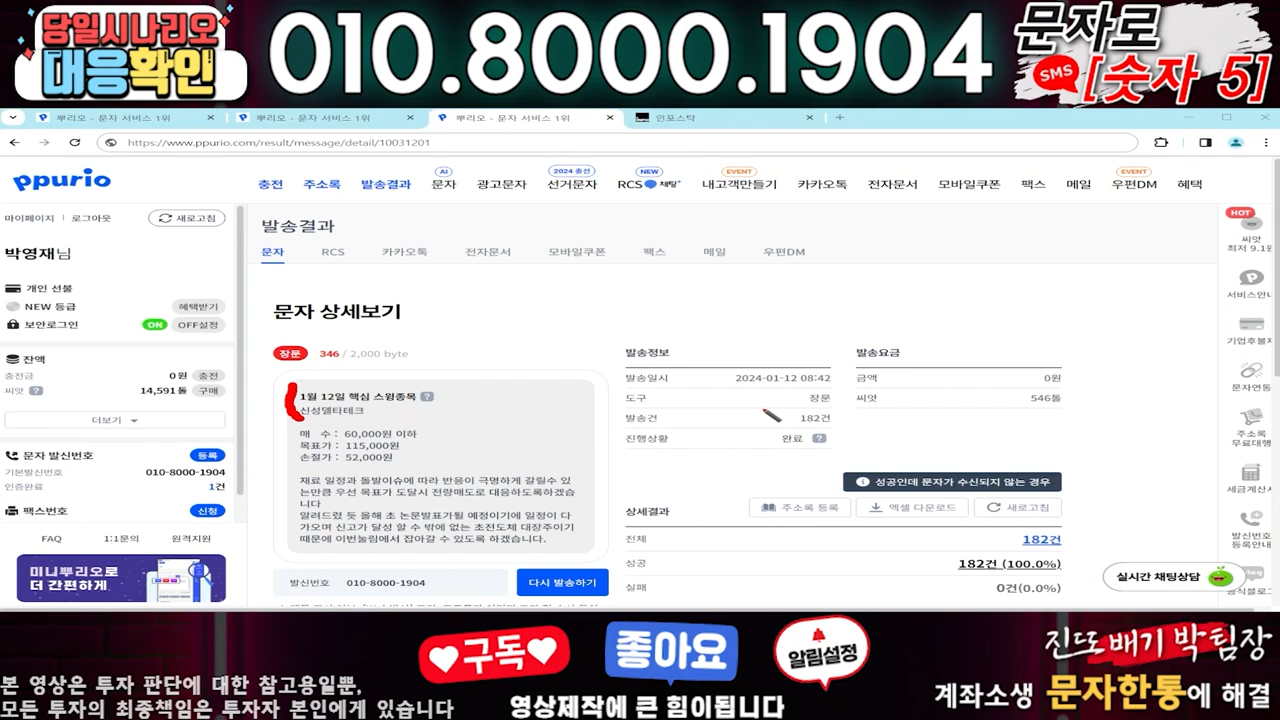 당일시나리오
대응확인
010.8000.1904
문자로
SMS [숫자 5]
뿌리오 - 문자 서비스 1위
뿌리오 - 문자 서비스 1위
뿌리오 - 문자 서비스 1위
인포스탁
https://www.ppurio.com/result/message/detail/10031201
ppurio
충전
주소록
발송결과
AI
문자
광고문자
2024 총선
선거문자
NEW
RCS 채팅+
EVENT
내고객만들기
카카오톡
전자문서
모바일쿠폰
팩스
메일
EVENT
우편DM
혜택
마이페이지 | 로그아웃
새로고침
박영재님
개인 선불
NEW 등급 혜택받기
보안로그인 ON OFF설정
잔액
충전금 0원 충전
씨앗 ? 14,591톨 구매
더보기
문자 발신번호 등록
기본발신번호 010-8000-1904
인증완료 1건
팩스번호 신청
FAQ 1:1문의 원격지원
미니뿌리오로
더 간편하게
발송결과
문자 RCS 카카오톡 전자문서 모바일쿠폰 팩스 메일 우편DM
문자 상세보기
장문 346 / 2,000 byte
1월 12일 핵심 스윙종목 ?
신성델타테크
매 수 : 60,000원 이하
목표가 : 115,000원
손절가 : 52,000원
재료 일정과 돌발이슈에 따라 반응이 극명하게 갈릴수 있
는만큼 우선 목표가 도달시 전량매도로 대응하도록하겠습
니다
알려드렸 듯 올해 초 논문발표가될 예정이기에 일정이 다
가오며 신고가 달성 할 수 밖에 없는 초전도체 대장주이기
때문에 이번눌림에서 잡아갈 수 있도록 하겠습니다.
발신번호 010-8000-1904 다시 발송하기
발송정보
발송일시 2024-01-12 08:42
도구 장문
발송건 182건
진행상황 완료 ?
발송요금
금액 0원
씨앗 546톨
성공인데 문자가 수신되지 않는 경우
상세결과
주소록 등록
엑셀 다운로드
새로고침
전체 182건
성공 182건 (100.0%)
실패 0건(0.0%)
HOT
씨앗
최저 9.1원
서비스안내
기업후불제
문자연동
주소록
무료대행
세금계산서
발신번호
등록안내
Blog
공식블로그
실시간 채팅상담
구독
좋아요
알림설정
영상제작에 큰 힘이됩니다
본 영상은 투자 판단에 대한 참고용일뿐,
모든 투자의 최종책임은 투자자 본인에게 있습니다
진또배기 박팀장
계좌소생 문자한통에 해결